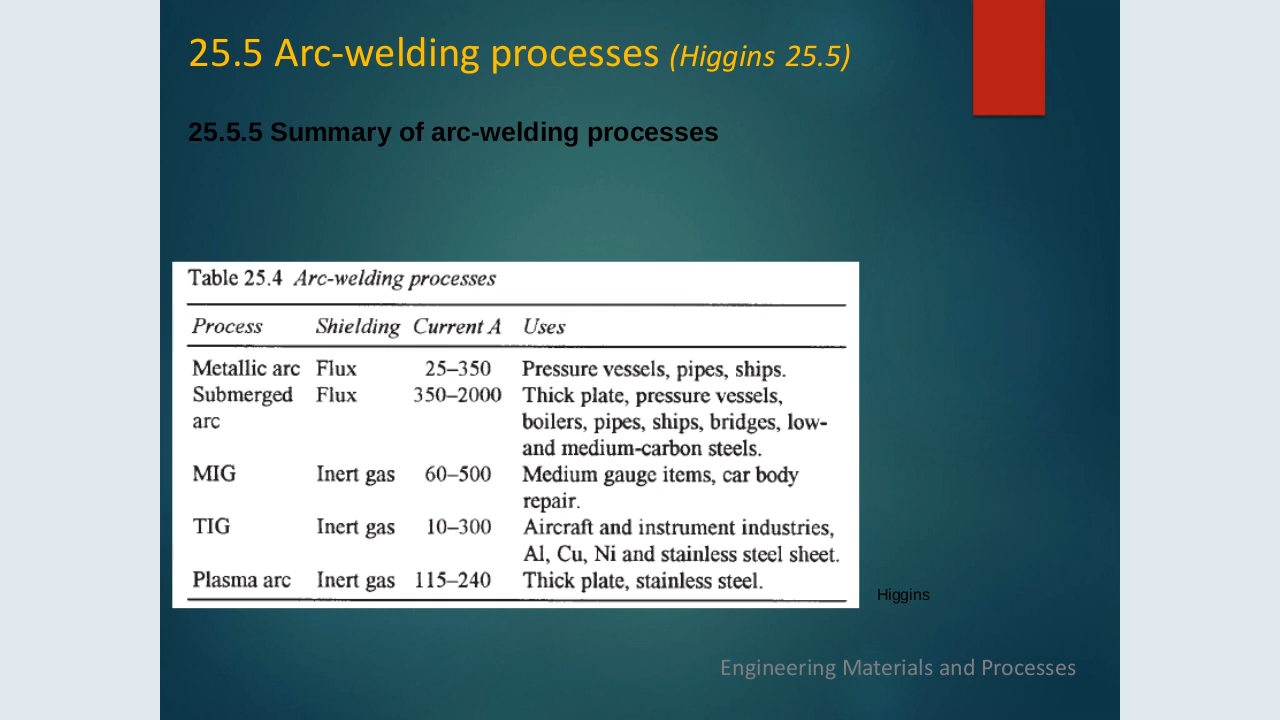 25.5 Arc-welding processes (Higgins 25.5)
25.5.5 Summary of arc-welding processes
Table 25.4 Arc-welding processes
Process Shielding Current A Uses
Metallic arc Flux 25–350 Pressure vessels, pipes, ships.
Submerged Flux 350–2000 Thick plate, pressure vessels,
arc boilers, pipes, ships, bridges, low-
and medium-carbon steels.
MIG Inert gas 60–500 Medium gauge items, car body
repair.
TIG Inert gas 10–300 Aircraft and instrument industries,
Al, Cu, Ni and stainless steel sheet.
Plasma arc Inert gas 115–240 Thick plate, stainless steel.
Higgins
Engineering Materials and Processes